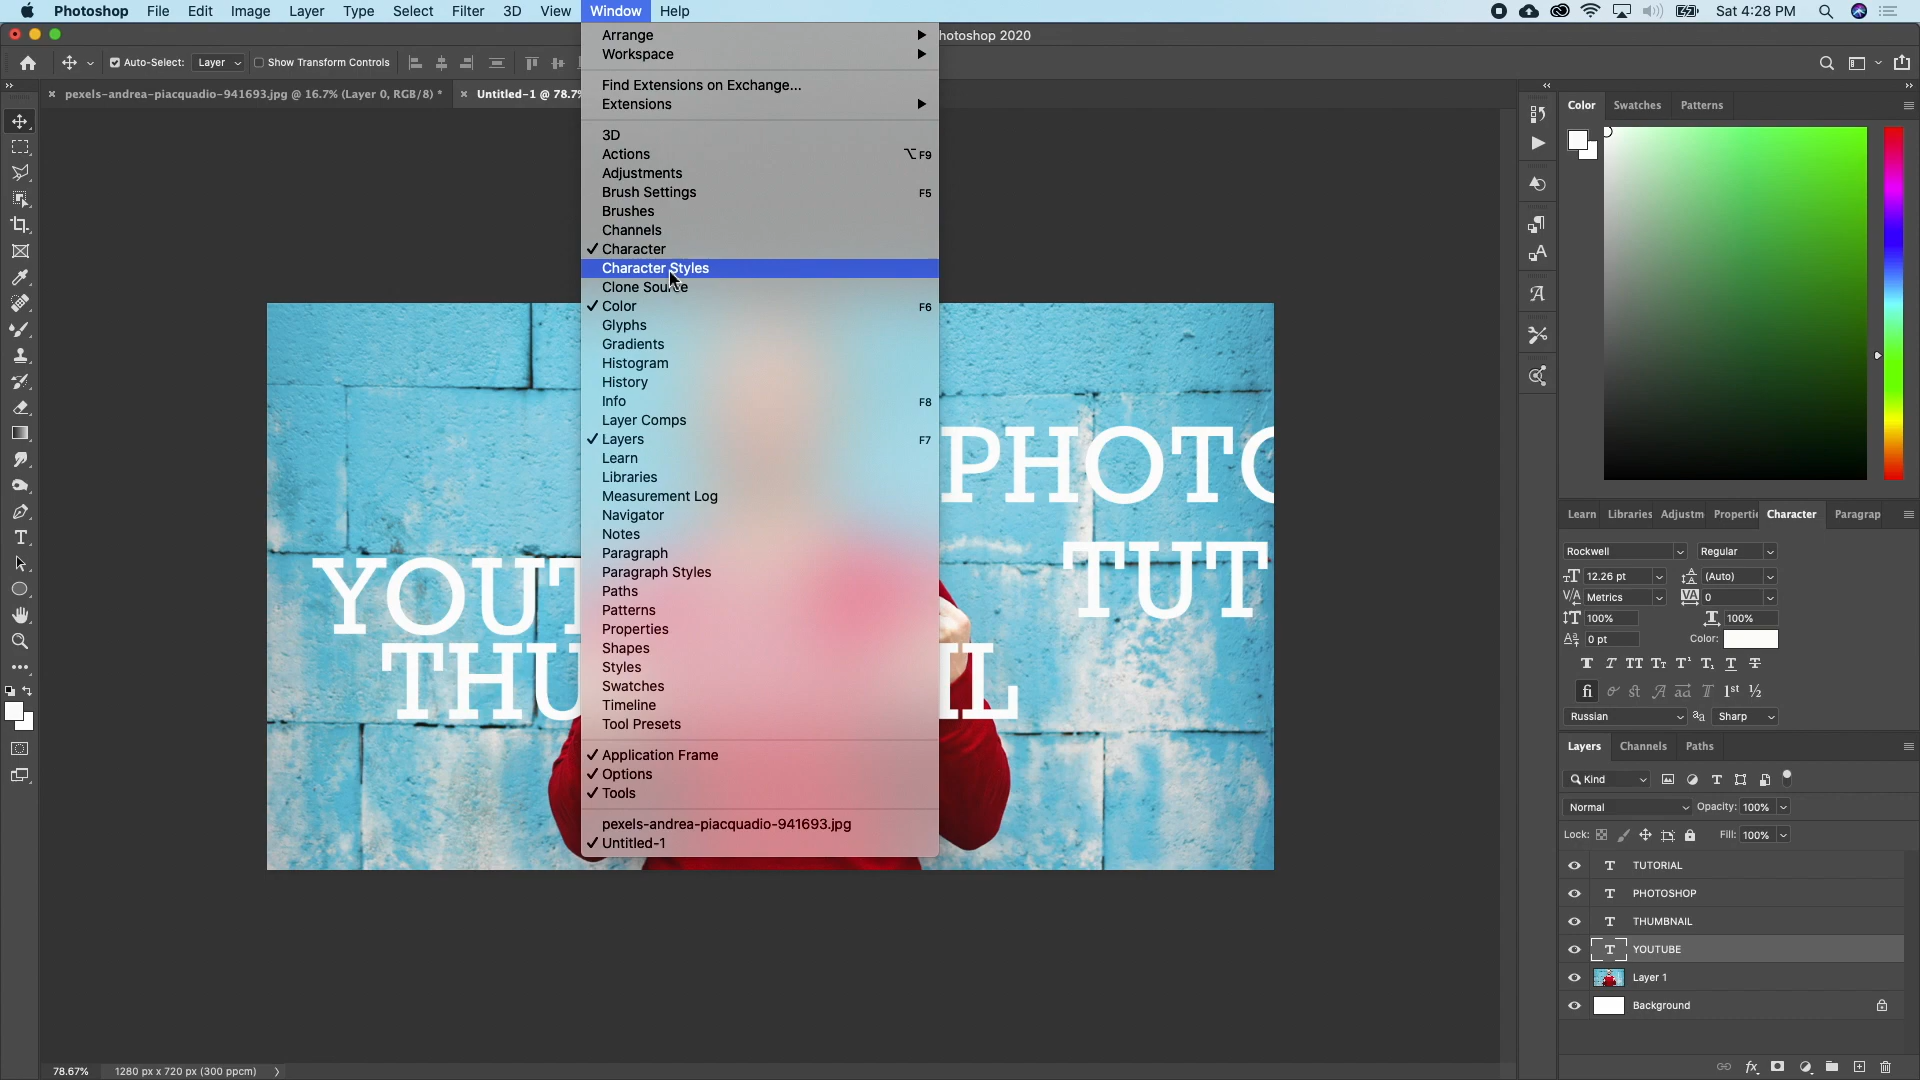 Photoshop File Edit Image Layer Type Select Filter 3D View Window Help Sat 4:28 PM
hotoshop 2020
Auto-Select: Layer Show Transform Controls
pexels-andrea-piacquadio-941693.jpg @ 16.7% (Layer 0, RGB/8) * Untitled-1 @ 78.7%
Arrange
Workspace
Find Extensions on Exchange...
Extensions
3D
Actions ⌥F9
Adjustments
Brush Settings F5
Brushes
Channels
Character
Character Styles
Clone Source
Color F6
Glyphs
Gradients
Histogram
History
Info F8
Layer Comps
Layers F7
Learn
Libraries
Measurement Log
Navigator
Notes
Paragraph
Paragraph Styles
Paths
Patterns
Properties
Shapes
Styles
Swatches
Timeline
Tool Presets
Application Frame
Options
Tools
pexels-andrea-piacquadio-941693.jpg
Untitled-1
PHOTO
YOUT TUT
THU IL
Color Swatches Patterns
Learn Libraries Adjustm Properti Character Paragrap
Rockwell Regular
12.26 pt (Auto)
Metrics 0
100% 100%
0 pt Color:
Russian Sharp
Layers Channels Paths
Kind
Normal Opacity: 100%
Lock: Fill: 100%
TUTORIAL
PHOTOSHOP
THUMBNAIL
YOUTUBE
Layer 1
Background
78.67% 1280 px x 720 px (300 ppcm)